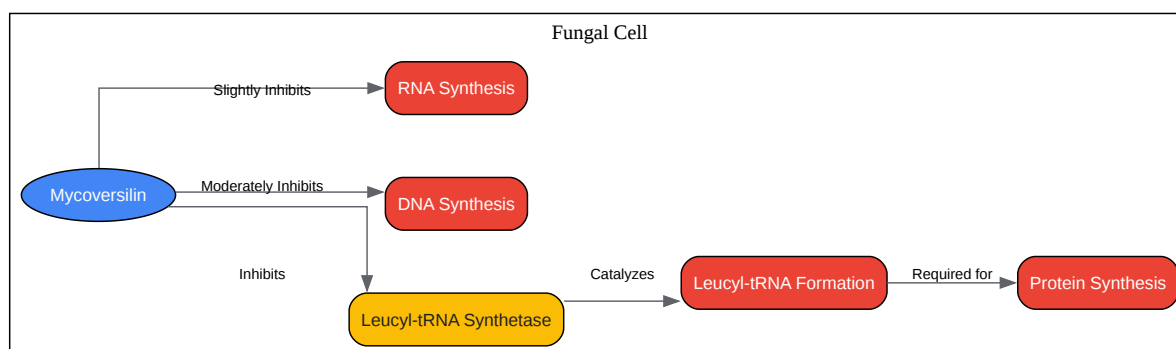 Fungal Cell
Slightly Inhibits
RNA Synthesis
Mycoversilin
Moderately Inhibits
DNA Synthesis
Inhibits
Leucyl-tRNA Synthetase
Catalyzes
Leucyl-tRNA Formation
Required for
Protein Synthesis